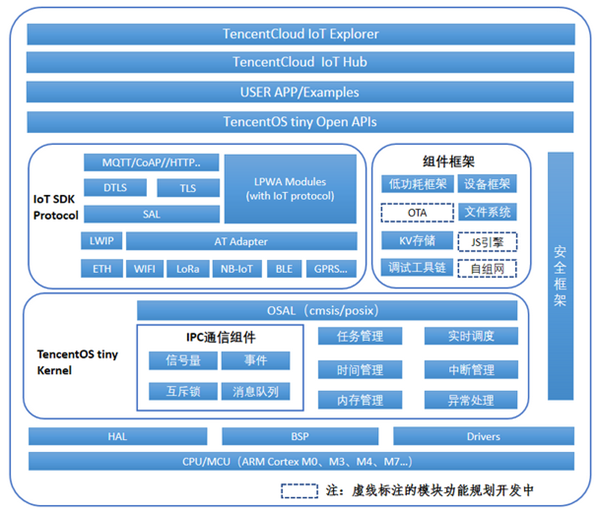 TencentCloud IoT Explorer
TencentCloud  IoT Hub
USER APP/Examples
TencentOS tiny Open APIs
IoT SDK
Protocol
MQTT/CoAP//HTTP..
DTLS
TLS
SAL
LPWA Modules
(with IoT protocol)
LWIP
AT Adapter
ETH
WIFI
LoRa
NB-IoT
BLE
GPRS...
组件框架
低功耗框架
设备框架
OTA
文件系统
KV存储
JS引擎
调试工具链
自组网
安全框架
TencentOS tiny
Kernel
OSAL（cmsis/posix）
IPC通信组件
信号量
事件
互斥锁
消息队列
任务管理
实时调度
时间管理
中断管理
内存管理
异常处理
HAL
BSP
Drivers
CPU/MCU（ARM Cortex M0、M3、M4、M7...）
注：虚线标注的模块功能规划开发中